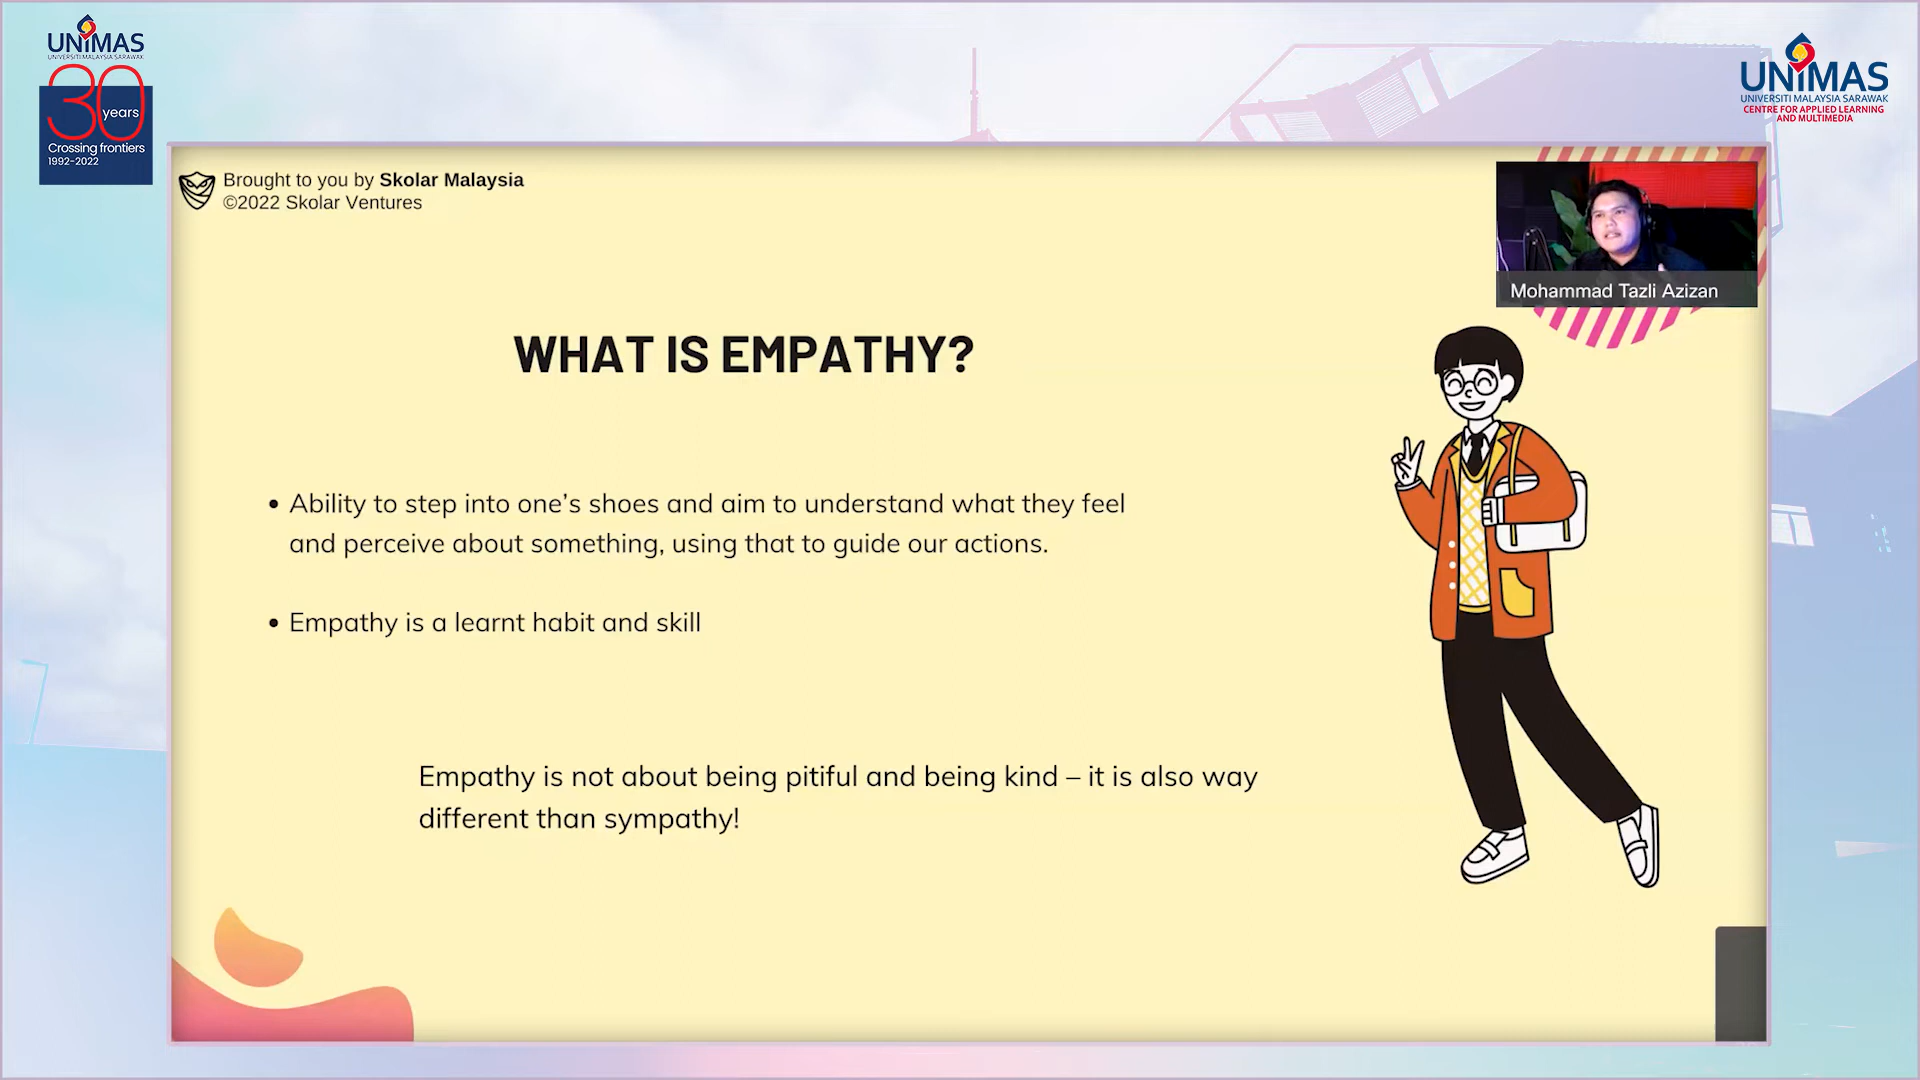 UNIMAS
UNIVERSITI MALAYSIA SARAWAK
30
years
Crossing frontiers
1992-2022
UNIMAS
UNIVERSITI MALAYSIA SARAWAK
CENTRE FOR APPLIED LEARNING
AND MULTIMEDIA
Brought to you by Skolar Malaysia
©2022 Skolar Ventures
Mohammad Tazli Azizan
WHAT IS EMPATHY?
• Ability to step into one’s shoes and aim to understand what they feel
and perceive about something, using that to guide our actions.
• Empathy is a learnt habit and skill
Empathy is not about being pitiful and being kind – it is also way
different than sympathy!